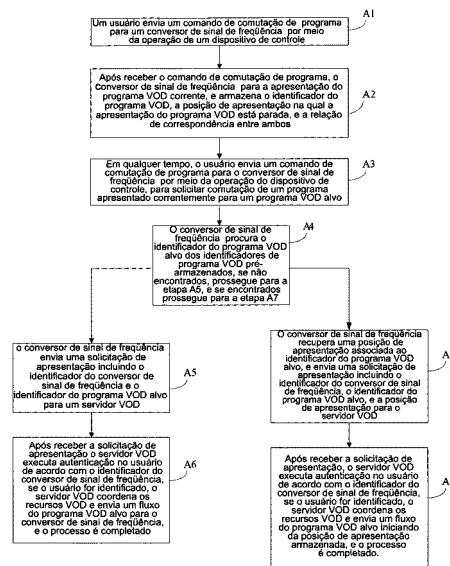 A1
Um usuário envia um comando de comutação de programa
para um conversor de sinal de freqüência por meio
da operação de um dispositivo de controle
Após receber o comando de comutação de programa, o
conversor de sinal de freqüência para a apresentação do
programa VOD corrente, e armazena o identificador do
programa VOD, a posição de apresentação na qual a
apresentação do programa VOD está parada, e a relação
de correspondência entre ambos
A2
Em qualquer tempo, o usuário envia um comando de
comutação de programa para o conversor de sinal de
freqüência por meio da operação do dispositivo de
controle, para solicitar comutação de um programa
apresentado correntemente para um programa VOD alvo
A3
A4
O conversor de sinal de
freqüência procura o
identificador do programa VOD
alvo dos identificadores de
programa VOD pré-
armazenados, se não
encontrados, prossegue para a
etapa A5, e se encontrados
prossegue para a etapa A7
o conversor de sinal de freqüência
envia uma solicitação de
apresentação incluindo o
identificador do conversor de
sinal de freqüência e o
identificador do programa VOD alvo
para um servidor VOD
A5
Após receber a solicitação de
apresentação o servidor VOD
executa autenticação no usuário
de acordo com o identificador do
conversor de sinal de freqüência,
se o usuário for identificado, o
servidor VOD coordena os
recursos VOD e envia um fluxo
do programa VOD alvo para o
conversor de sinal de freqüência,
e o processo é completado
A6
O conversor de sinal de freqüência
recupera uma posição de
apresentação associada ao
identificador do programa VOD
alvo, e envia uma solicitação de
apresentação incluindo o
identificador do conversor de sinal
de freqüência, o identificador do
programa VOD alvo, e a posição
de apresentação para o
servidor VOD
A
Após receber a solicitação de
apresentação, o servidor VOD
executa autenticação no usuário
de acordo com o identificador do
conversor de sinal de freqüência,
se o usuário for identificado, o
servidor VOD coordena os
recursos VOD e envia um fluxo do
programa VOD alvo iniciando
da posição de apresentação
armazenada, e o processo
é completado.
A